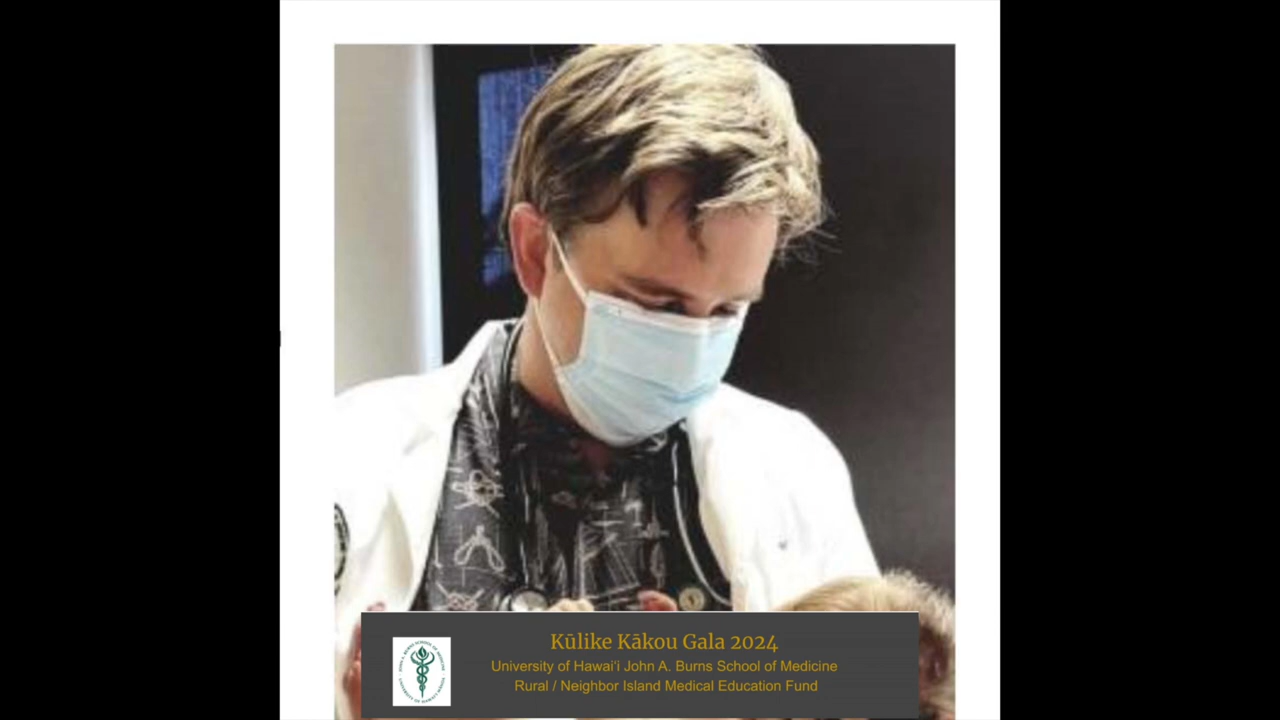 Kūlike Kākou Gala 2024
University of Hawaiʻi John A. Burns School of Medicine
Rural / Neighbor Island Medical Education Fund